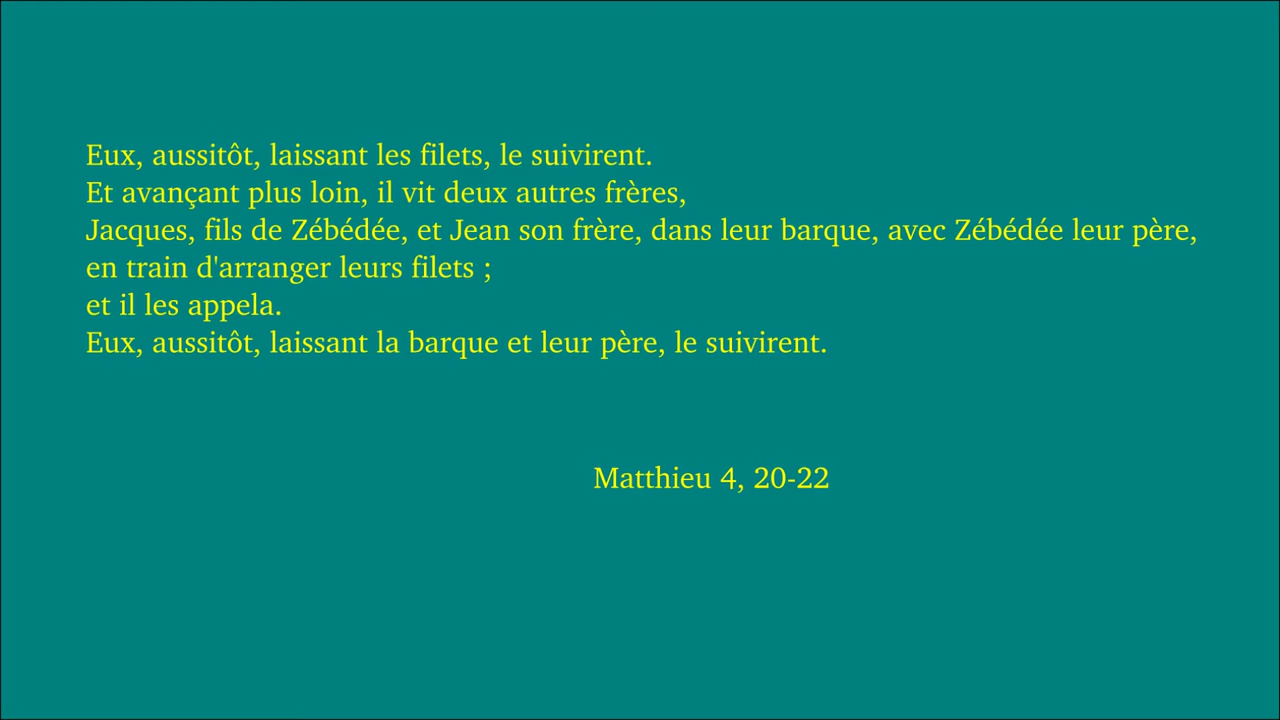 Eux, aussitôt, laissant les filets, le suivirent.
Et avançant plus loin, il vit deux autres frères,
Jacques, fils de Zébédée, et Jean son frère, dans leur barque, avec Zébédée leur père,
en train d'arranger leurs filets ;
et il les appela.
Eux, aussitôt, laissant la barque et leur père, le suivirent.
Matthieu 4, 20-22